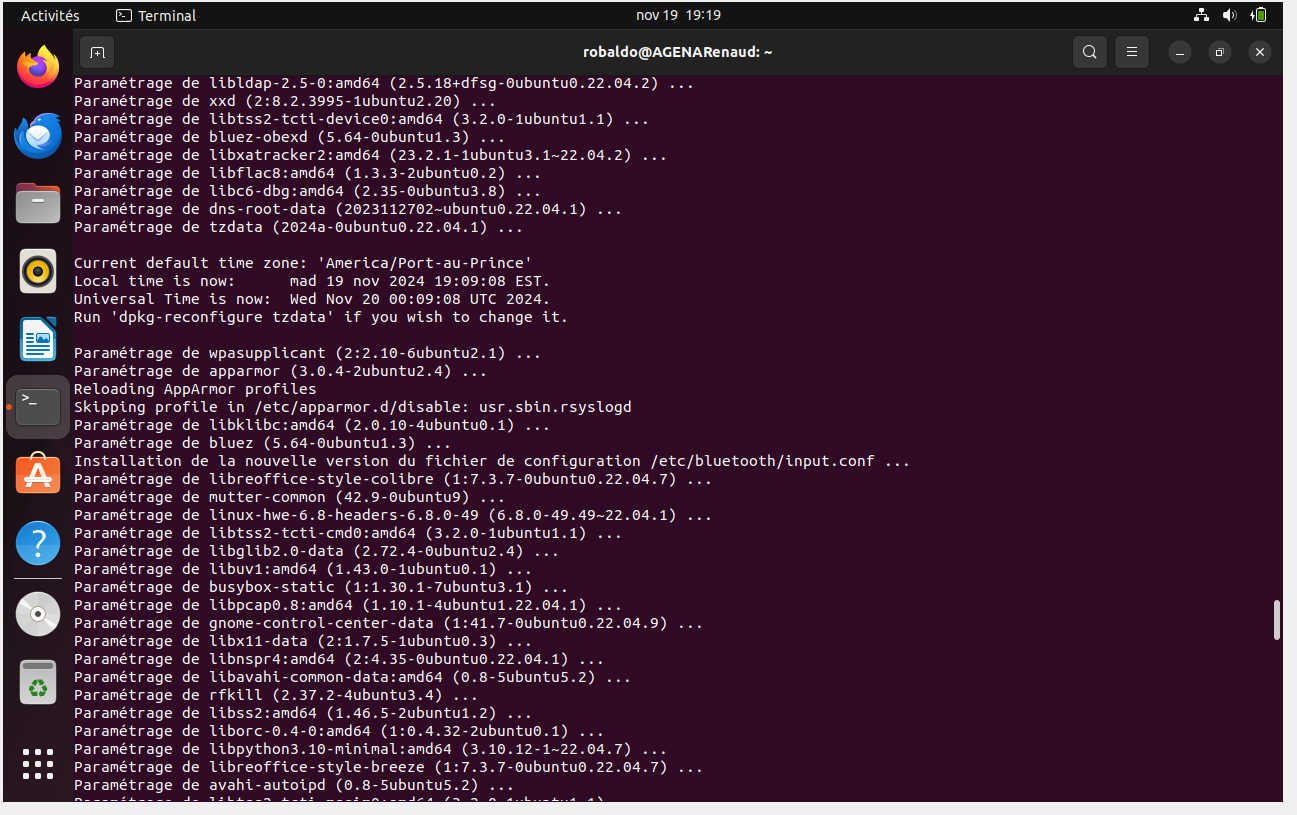 Activités
Terminal
nov 19 19:19
robaldo@AGENARenaud: ~
Paramétrage de libldap-2.5-0:amd64 (2.5.18+dfsg-0ubuntu0.22.04.2) ...
Paramétrage de xxd (2:8.2.3995-1ubuntu2.20) ...
Paramétrage de libtss2-tcti-device0:amd64 (3.2.0-1ubuntu1.1) ...
Paramétrage de bluez-obexd (5.64-0ubuntu1.3) ...
Paramétrage de libxatracker2:amd64 (23.2.1-1ubuntu3.1~22.04.2) ...
Paramétrage de libflac8:amd64 (1.3.3-2ubuntu0.2) ...
Paramétrage de libc6-dbg:amd64 (2.35-0ubuntu3.8) ...
Paramétrage de dns-root-data (2023112702~ubuntu0.22.04.1) ...
Paramétrage de tzdata (2024a-0ubuntu0.22.04.1) ...
Current default time zone: 'America/Port-au-Prince'
Local time is now:      mad 19 nov 2024 19:09:08 EST.
Universal Time is now:  Wed Nov 20 00:09:08 UTC 2024.
Run 'dpkg-reconfigure tzdata' if you wish to change it.
Paramétrage de wpasupplicant (2:2.10-6ubuntu2.1) ...
Paramétrage de apparmor (3.0.4-2ubuntu2.4) ...
Reloading AppArmor profiles
Skipping profile in /etc/apparmor.d/disable: usr.sbin.rsyslogd
Paramétrage de libklibc:amd64 (2.0.10-4ubuntu0.1) ...
Paramétrage de bluez (5.64-0ubuntu1.3) ...
Installation de la nouvelle version du fichier de configuration /etc/bluetooth/input.conf ...
Paramétrage de libreoffice-style-colibre (1:7.3.7-0ubuntu0.22.04.7) ...
Paramétrage de mutter-common (42.9-0ubuntu9) ...
Paramétrage de linux-hwe-6.8-headers-6.8.0-49 (6.8.0-49.49~22.04.1) ...
Paramétrage de libtss2-tcti-cmd0:amd64 (3.2.0-1ubuntu1.1) ...
Paramétrage de libglib2.0-data (2.72.4-0ubuntu2.4) ...
Paramétrage de libuv1:amd64 (1.43.0-1ubuntu0.1) ...
Paramétrage de busybox-static (1:1.30.1-7ubuntu3.1) ...
Paramétrage de libpcap0.8:amd64 (1.10.1-4ubuntu1.22.04.1) ...
Paramétrage de gnome-control-center-data (1:41.7-0ubuntu0.22.04.9) ...
Paramétrage de libx11-data (2:1.7.5-1ubuntu0.3) ...
Paramétrage de libnspr4:amd64 (2:4.35-0ubuntu0.22.04.1) ...
Paramétrage de libavahi-common-data:amd64 (0.8-5ubuntu5.2) ...
Paramétrage de rfkill (2.37.2-4ubuntu3.4) ...
Paramétrage de libss2:amd64 (1.46.5-2ubuntu1.2) ...
Paramétrage de liborc-0.4-0:amd64 (1:0.4.32-2ubuntu0.1) ...
Paramétrage de libpython3.10-minimal:amd64 (3.10.12-1~22.04.7) ...
Paramétrage de libreoffice-style-breeze (1:7.3.7-0ubuntu0.22.04.7) ...
Paramétrage de avahi-autoipd (0.8-5ubuntu5.2) ...